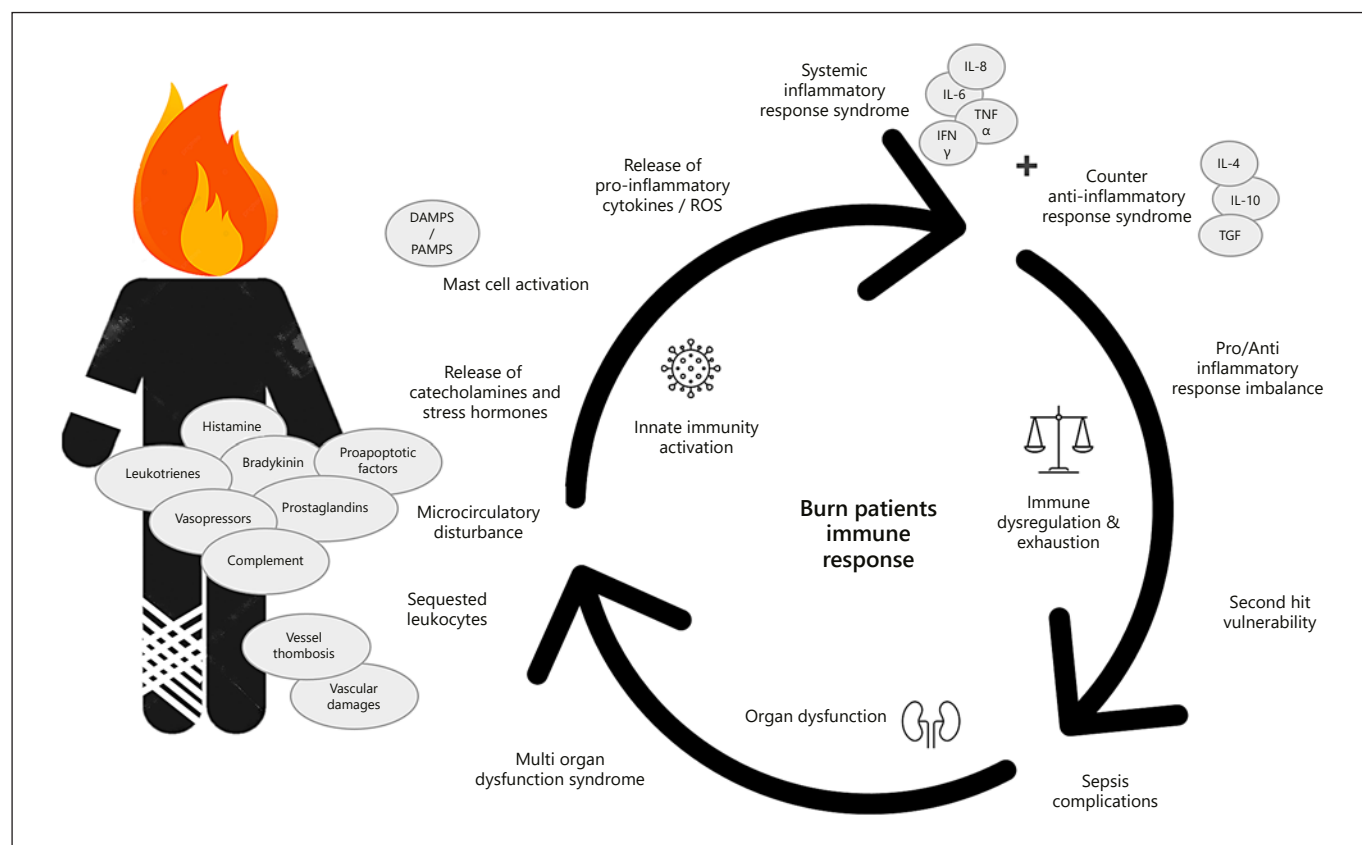 Systemic
inflammatory
response syndrome
IL-8
IL-6
TNF
α
IFN
γ
+
Counter
anti-inflammatory
response syndrome
IL-4
IL-10
TGF
Release of
pro-inflammatory
cytokines / ROS
DAMPS
/
PAMPS
Mast cell activation
Release of
catecholamines and
stress hormones
Innate immunity
activation
Pro/Anti
inflammatory
response imbalance
Histamine
Leukotrienes
Bradykinin
Proapoptotic
factors
Vasopressors
Prostaglandins
Complement
Microcirculatory
disturbance
Burn patients
immune
response
Immune
dysregulation &
exhaustion
Sequested
leukocytes
Second hit
vulnerability
Vessel
thombosis
Vascular
damages
Organ dysfunction
Multi organ
dysfunction syndrome
Sepsis
complications